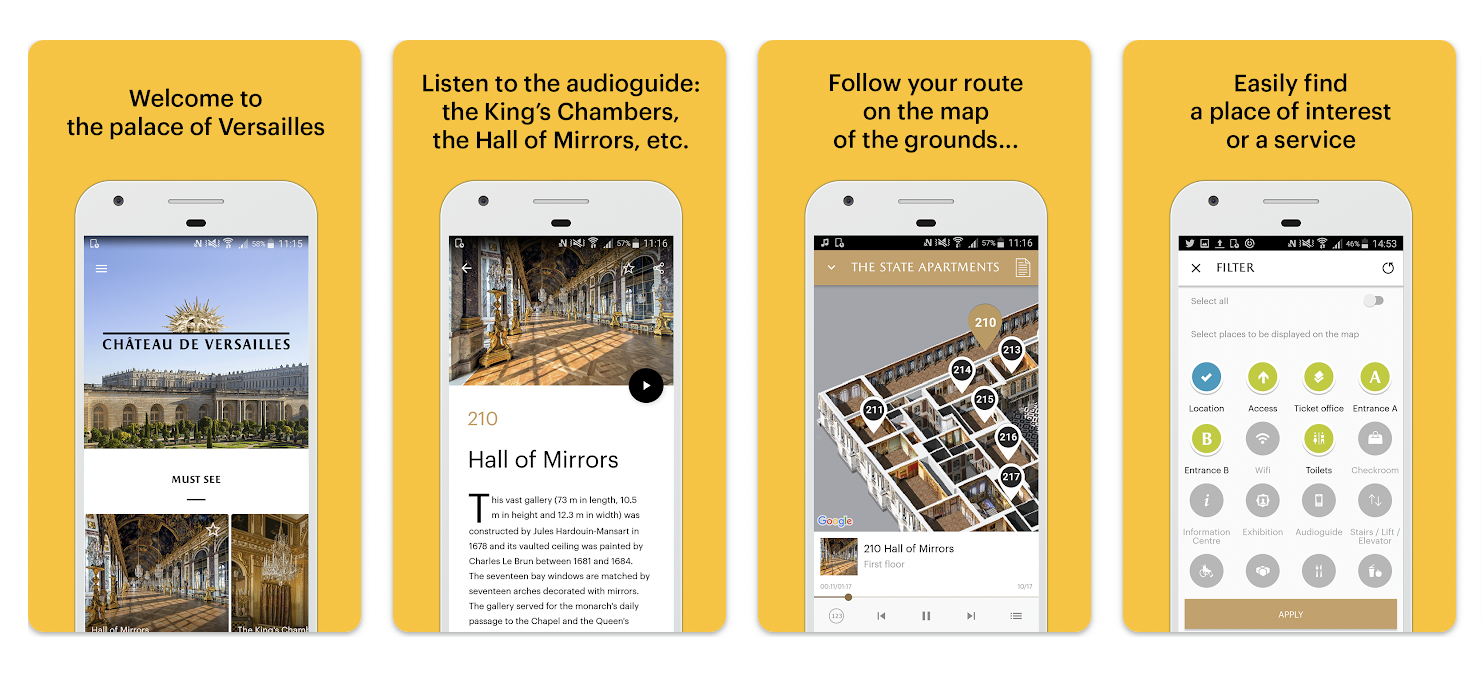 Welcome to
the palace of Versailles
58% 11:15
CHÂTEAU DE VERSAILLES
MUST SEE
Hall of Mirrors
The King's Chamb
Listen to the audioguide:
the King's Chambers,
the Hall of Mirrors, etc.
57% 11:16
210
Hall of Mirrors
This vast gallery (73 m in length, 10.5
m in height and 12.3 m in width) was
constructed by Jules Hardouin-Mansart in
1678 and its vaulted ceiling was painted by
Charles Le Brun between 1681 and 1684.
The seventeen bay windows are matched by
seventeen arches decorated with mirrors.
The gallery served for the monarch's daily
passage to the Chapel and the Queen's
Follow your route
on the map
of the grounds...
57% 11:16
THE STATE APARTMENTS
210
213
214
215
211
216
217
Google
210 Hall of Mirrors
First floor
00:11/01:17 10/17
123
Easily find
a place of interest
or a service
46% 14:53
FILTER
Select all
Select places to be displayed on the map
A
Location Access Ticket office Entrance A
B
Entrance B Wifi Toilets Checkroom
i
Information Exhibition Audioguide Stairs / Lift /
Centre Elevator
APPLY